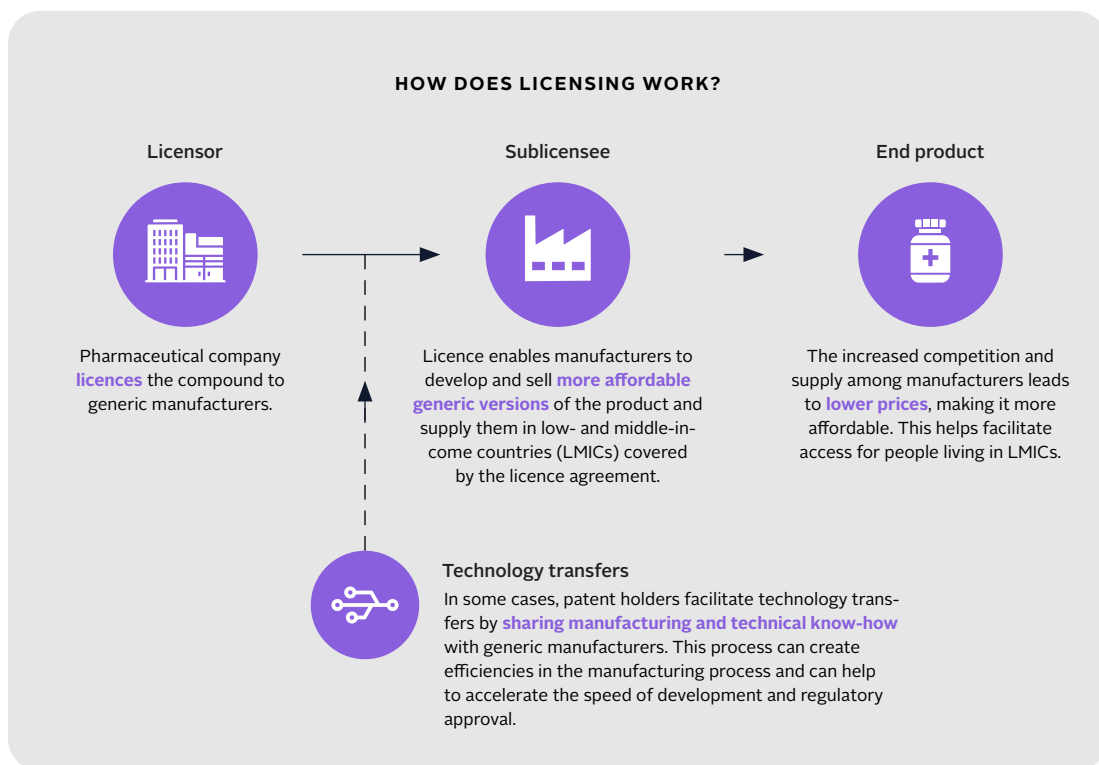 HOW DOES LICENSING WORK?
Licensor
Pharmaceutical company
licences the compound to
generic manufacturers.
Sublicensee
Licence enables manufacturers to
develop and sell more affordable
generic versions of the product and
supply them in low- and middle-in-
come countries (LMICs) covered
by the licence agreement.
End product
The increased competition and
supply among manufacturers leads
to lower prices, making it more
affordable. This helps facilitate
access for people living in LMICs.
Technology transfers
In some cases, patent holders facilitate technology trans-
fers by sharing manufacturing and technical know-how
with generic manufacturers. This process can create
efficiencies in the manufacturing process and can help
to accelerate the speed of development and regulatory
approval.